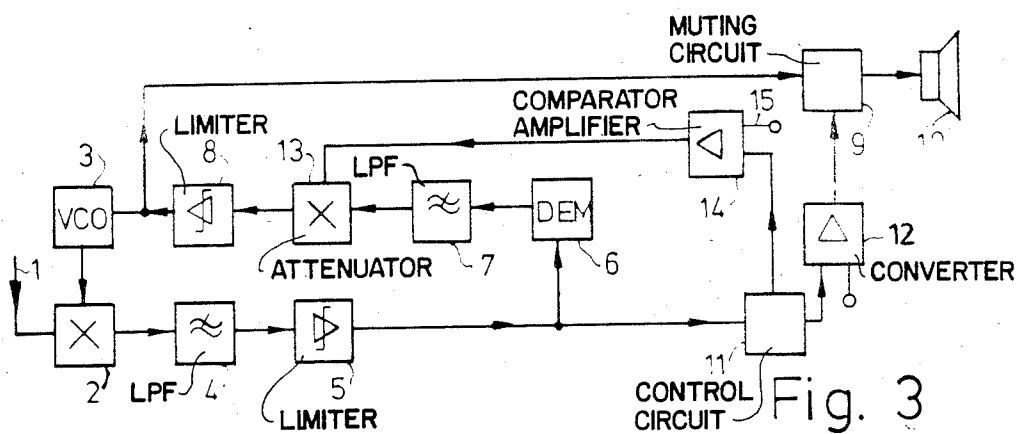 MUTING
CIRCUIT
COMPARATOR
AMPLIFIER
15
LIMITER
3
8
13
LPF
9
VCO
DEM
14
12
1
ATTENUATOR
7
6
CONVERTER
2
LPF
4
LIMITER
5
11
CONTROL
CIRCUIT
Fig. 3